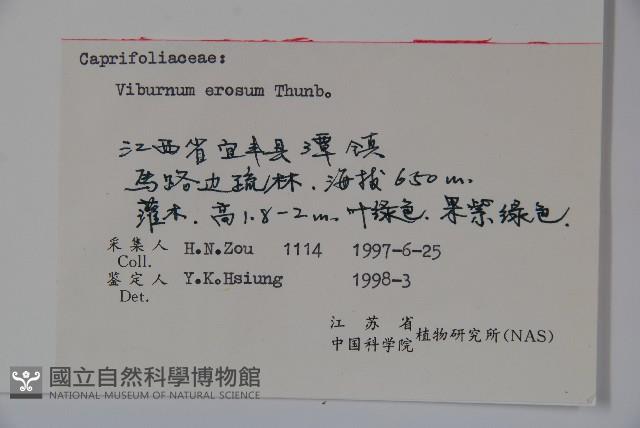 Caprifoliaceae:
Viburnum erosum Thunb.
江西省宜丰县潭镇
马路边疏林.海拔650m.
灌木.高1.8-2m.叶绿色.果紫绿色.
采集人 H.N.Zou 1114 1997-6-25
Coll.
鉴定人 Y.K.Hsiung 1998-3
Det.
江苏省
中国科学院 植物研究所(NAS)
國立自然科學博物館
NATIONAL MUSEUM OF NATURAL SCIENCE